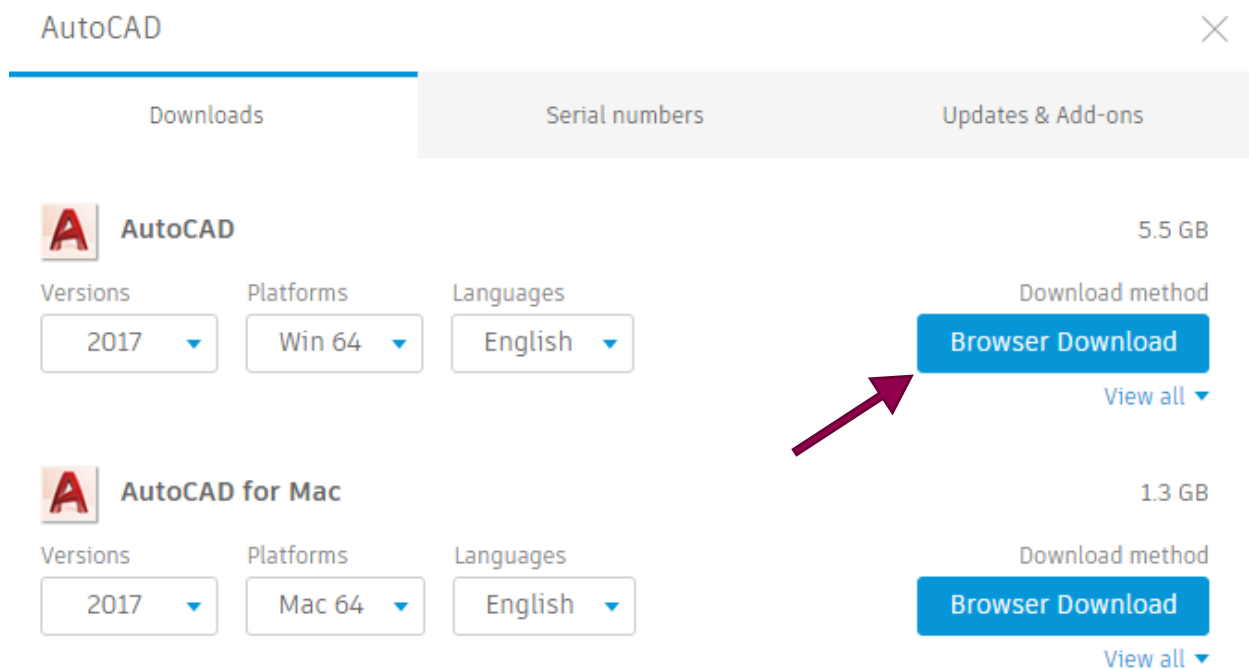 AutoCAD
Downloads Serial numbers Updates & Add-ons
AutoCAD 5.5 GB
Versions Platforms Languages Download method
2017 Win 64 English Browser Download
View all
AutoCAD for Mac 1.3 GB
Versions Platforms Languages Download method
2017 Mac 64 English Browser Download
View all